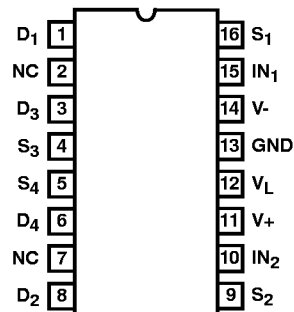 D1 1 16 S1
NC 2 15 IN1
D3 3 14 V-
S3 4 13 GND
S4 5 12 VL
D4 6 11 V+
NC 7 10 IN2
D2 8 9 S2